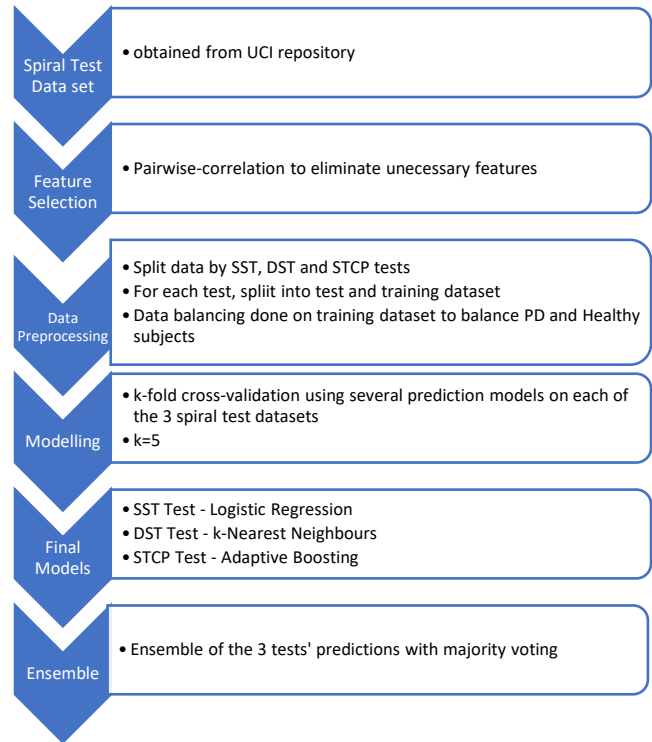 Spiral Test
Data set
• obtained from UCI repository
Feature
Selection
• Pairwise-correlation to eliminate unecessary features
Data
Preprocessing
• Split data by SST, DST and STCP tests
• For each test, spliit into test and training dataset
• Data balancing done on training dataset to balance PD and Healthy
subjects
Modelling
• k-fold cross-validation using several prediction models on each of
the 3 spiral test datasets
• k=5
Final
Models
• SST Test - Logistic Regression
• DST Test - k-Nearest Neighbours
• STCP Test - Adaptive Boosting
Ensemble
• Ensemble of the 3 tests' predictions with majority voting